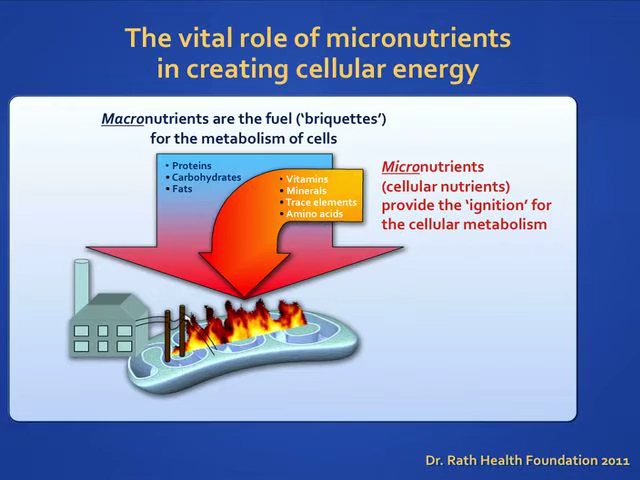 The vital role of micronutrients
in creating cellular energy
Macronutrients are the fuel (‘briquettes’)
for the metabolism of cells
• Proteins
• Carbohydrates
• Fats
• Vitamins
• Minerals
• Trace elements
• Amino acids
Micronutrients
(cellular nutrients)
provide the ‘ignition’ for
the cellular metabolism
Dr. Rath Health Foundation 2011